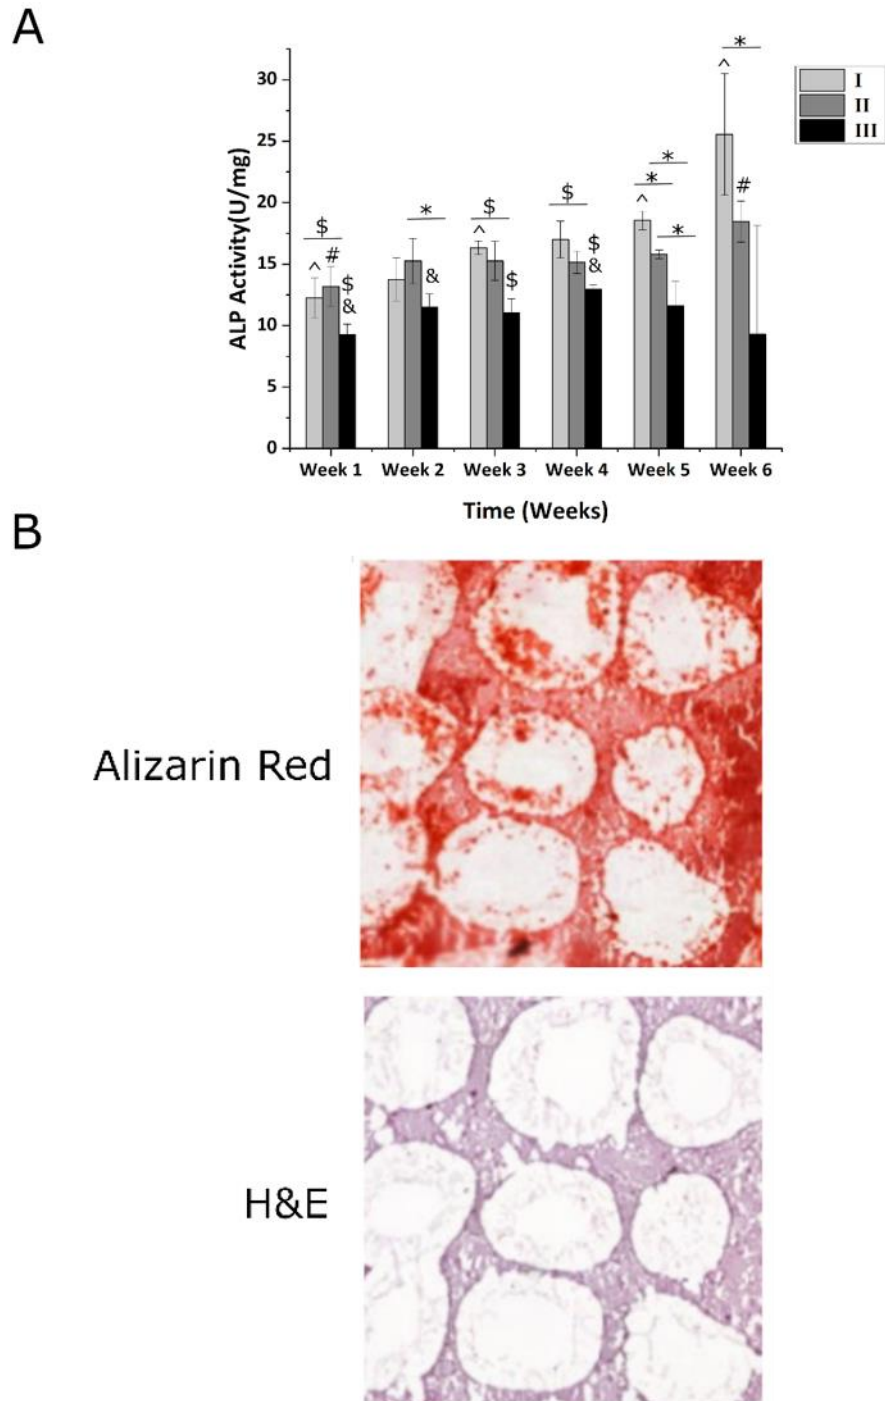 A
ALP Activity(U/mg)
30
25
20
15
10
5
0
$
^
#
$
&
*
&
$
^
$
$
$
&
*
*
^
*
*
^
#
I
II
III
Week 1 Week 2 Week 3 Week 4 Week 5 Week 6
Time (Weeks)
B
Alizarin Red
H&E